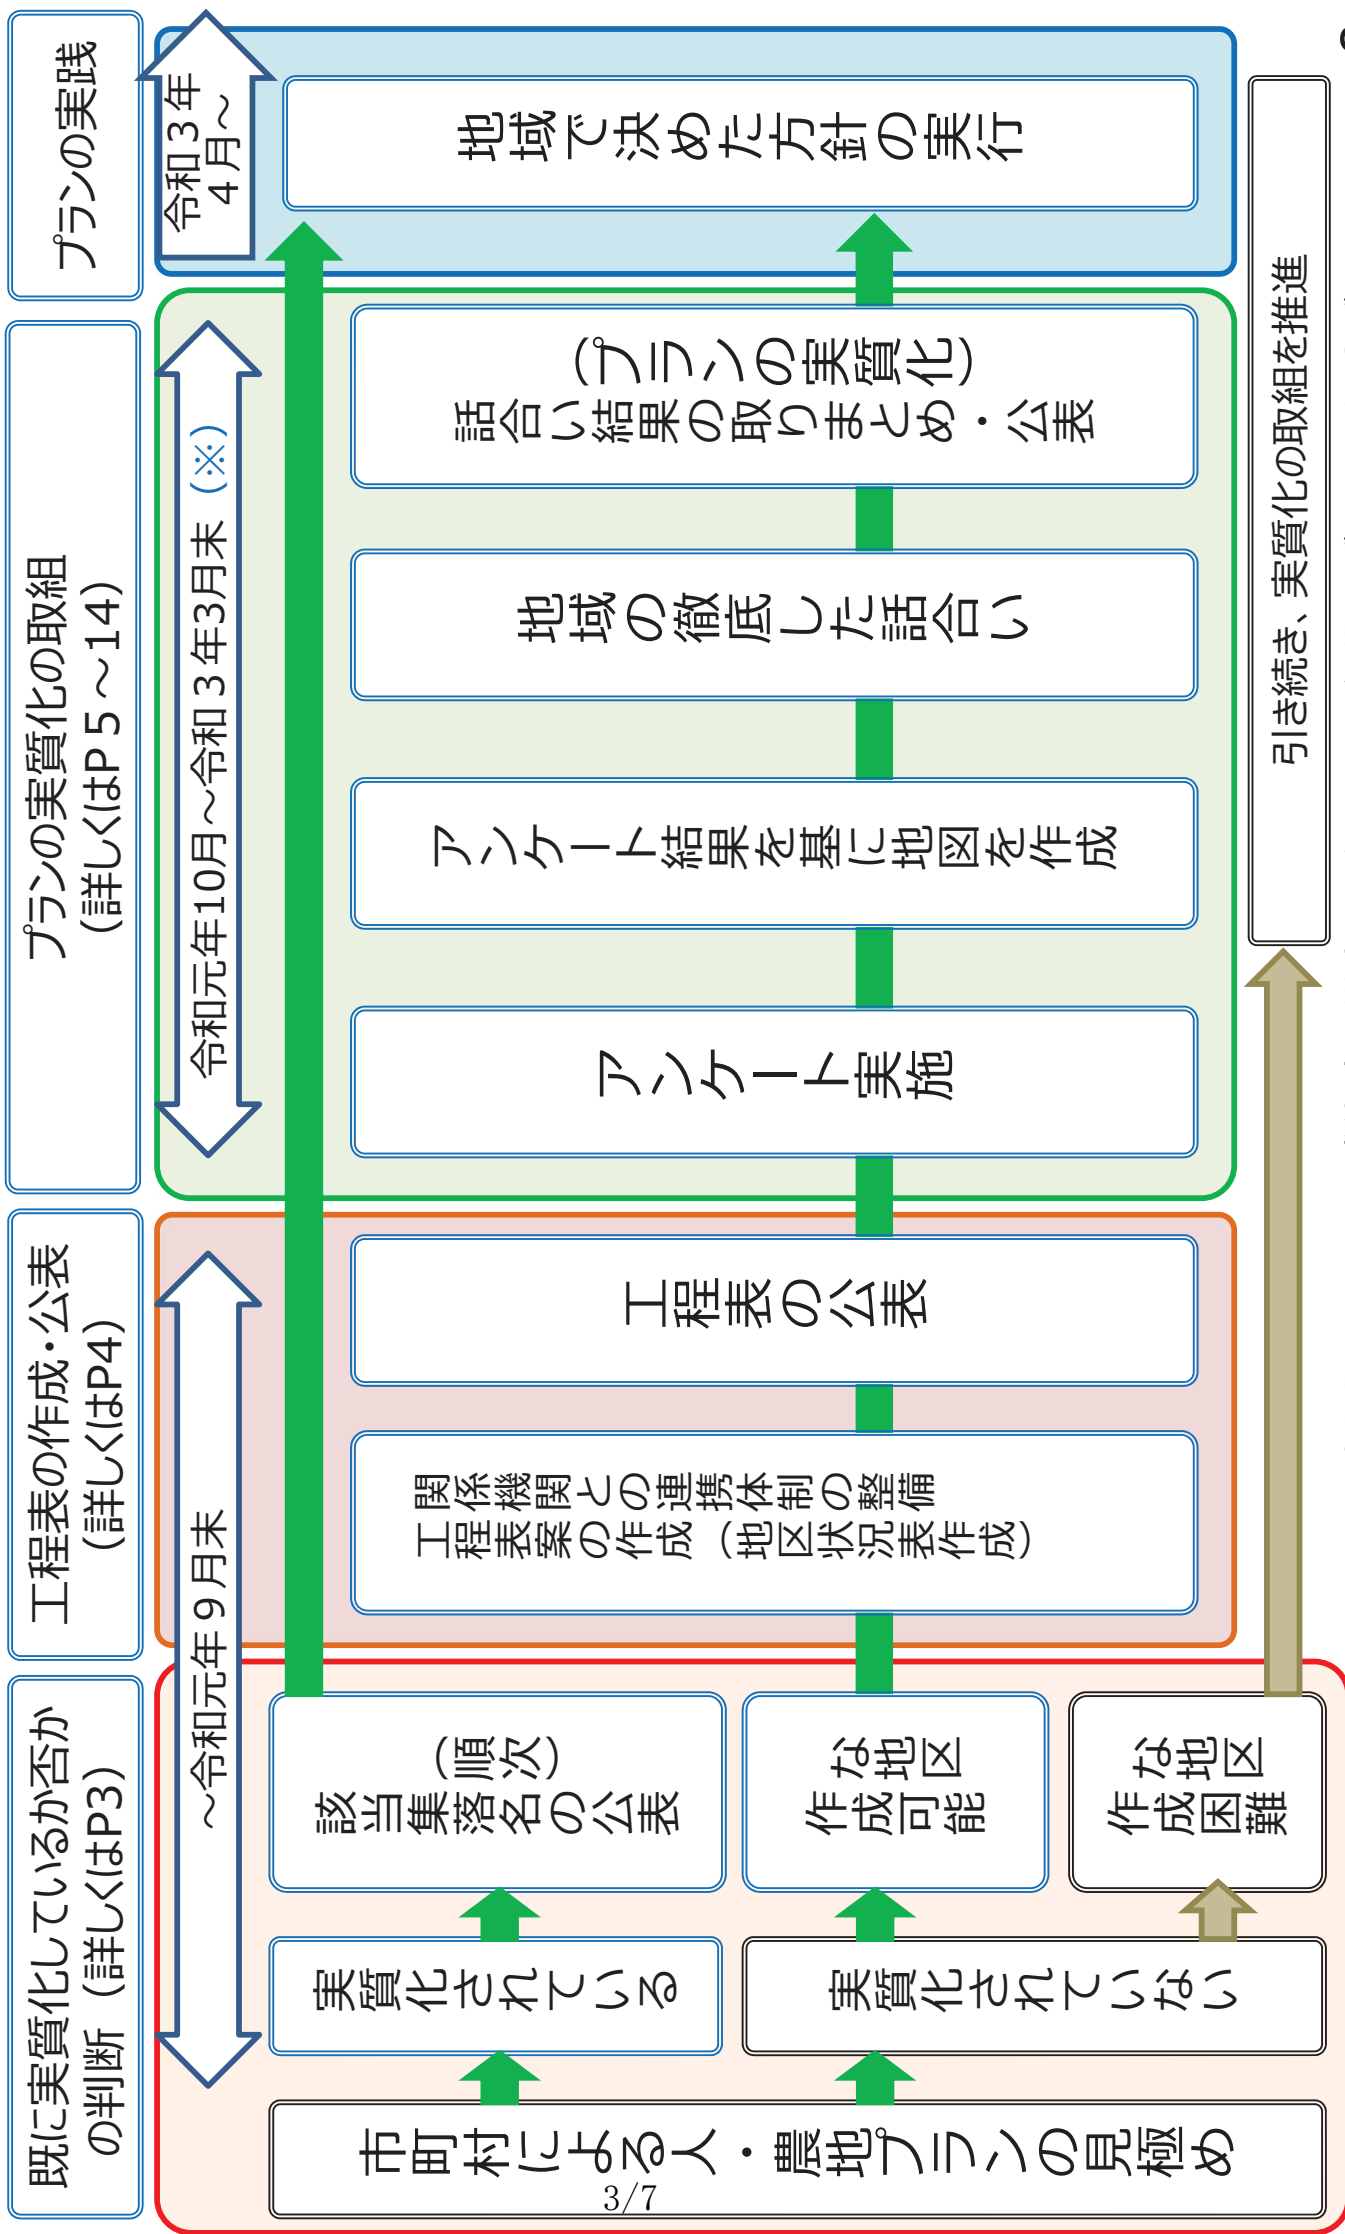 既に実質化しているか否か
の判断（詳しくはP3）
工程表の作成・公表
（詳しくはP4）
プランの実質化の取組
（詳しくはP５～14）
プランの実践
～令和元年９月末
令和元年10月～令和３年3月末（※）
令和３年
４月～
市町村による人・農地プランの見極め
実質化されている
実質化されていない
（順次）
該当集落名の公表
な地区
作成可能
な地区
作成困難
関係機関との連携体制の整備
工程表案の作成（地区状況表作成）
工程表の公表
アンケート実施
アンケート結果を基に地図を作成
地域の徹底した話合い
（プランの実質化）
話合い結果の取りまとめ・公表
地域で決めた方針の実行
引き続き、実質化の取組を推進
3/7